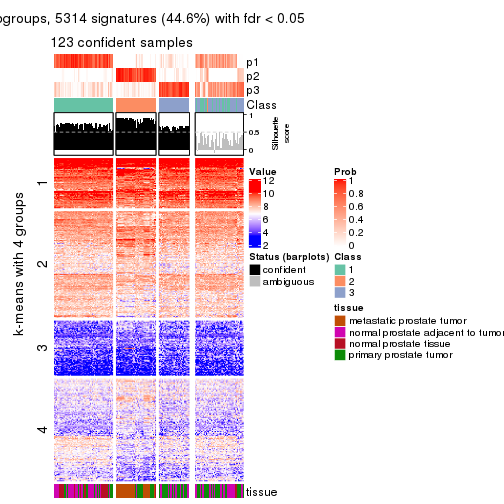 ogroups, 5314 signatures (44.6%) with fdr < 0.05
123 confident samples
p1
p2
p3
Class
1
0.5
0
Silhouette
score
k-means with 4 groups
1
2
3
4
Value
12
10
8
6
4
2
Prob
1
0.8
0.6
0.4
0.2
0
Status (barplots)
confident
ambiguous
Class
1
2
3
tissue
metastatic prostate tumor
normal prostate adjacent to tumor
normal prostate tissue
primary prostate tumor
tissue